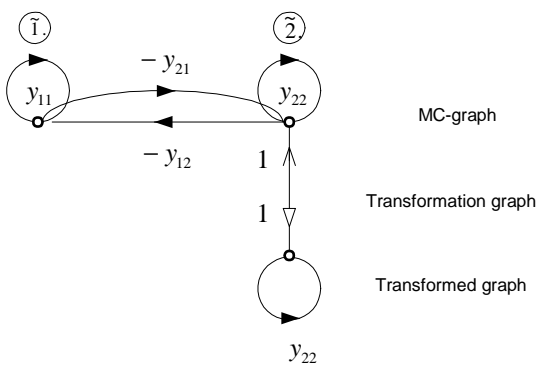 1̃. 2̃.
− y₂₁
y₁₁ y₂₂
MC-graph
− y₁₂
1
Transformation graph
1
Transformed graph
y₂₂